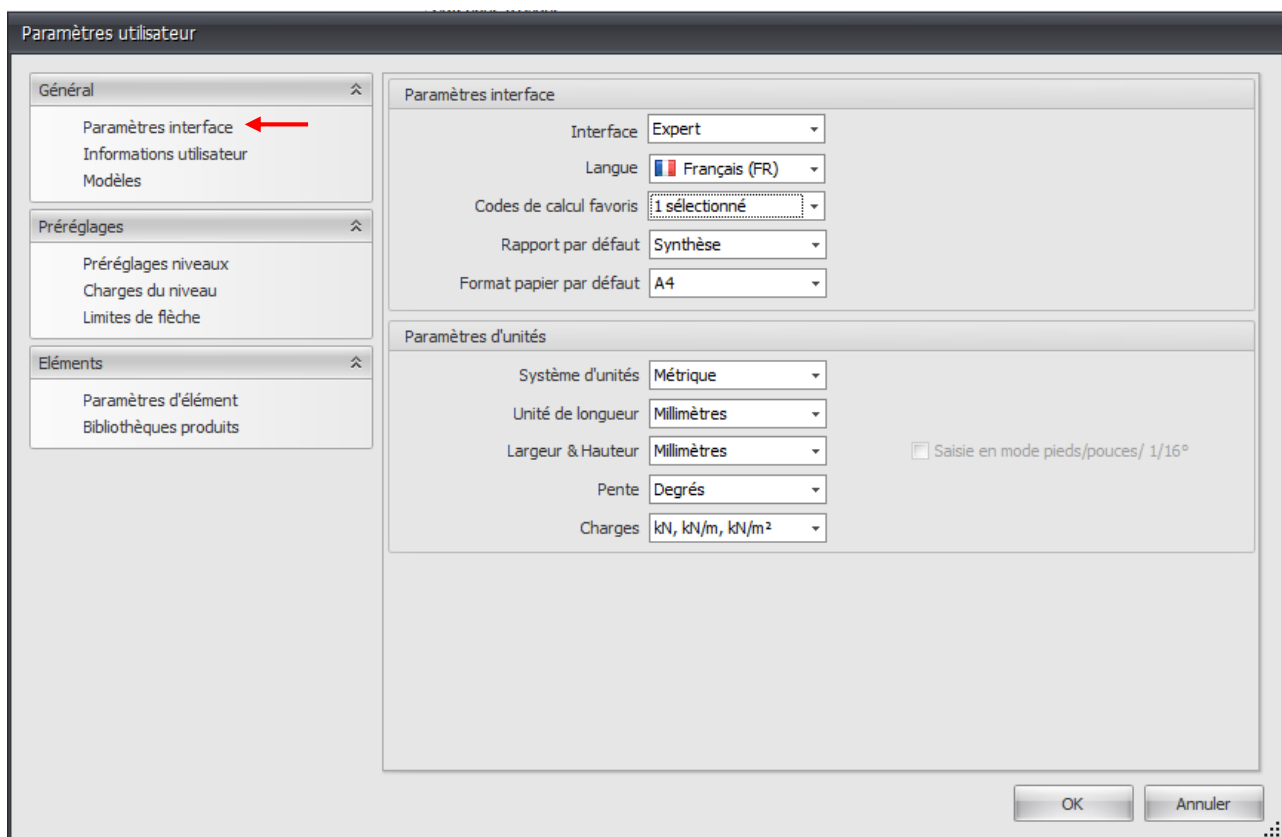 Paramètres utilisateur
Général
Paramètres interface
Informations utilisateur
Modèles
Préréglages
Préréglages niveaux
Charges du niveau
Limites de flèche
Eléments
Paramètres d'élément
Bibliothèques produits
Paramètres interface
Interface Expert
Langue Français (FR)
Codes de calcul favoris 1 sélectionné
Rapport par défaut Synthèse
Format papier par défaut A4
Paramètres d'unités
Système d'unités Métrique
Unité de longueur Millimètres
Largeur & Hauteur Millimètres Saisie en mode pieds/pouces/ 1/16°
Pente Degrés
Charges kN, kN/m, kN/m²
OK Annuler